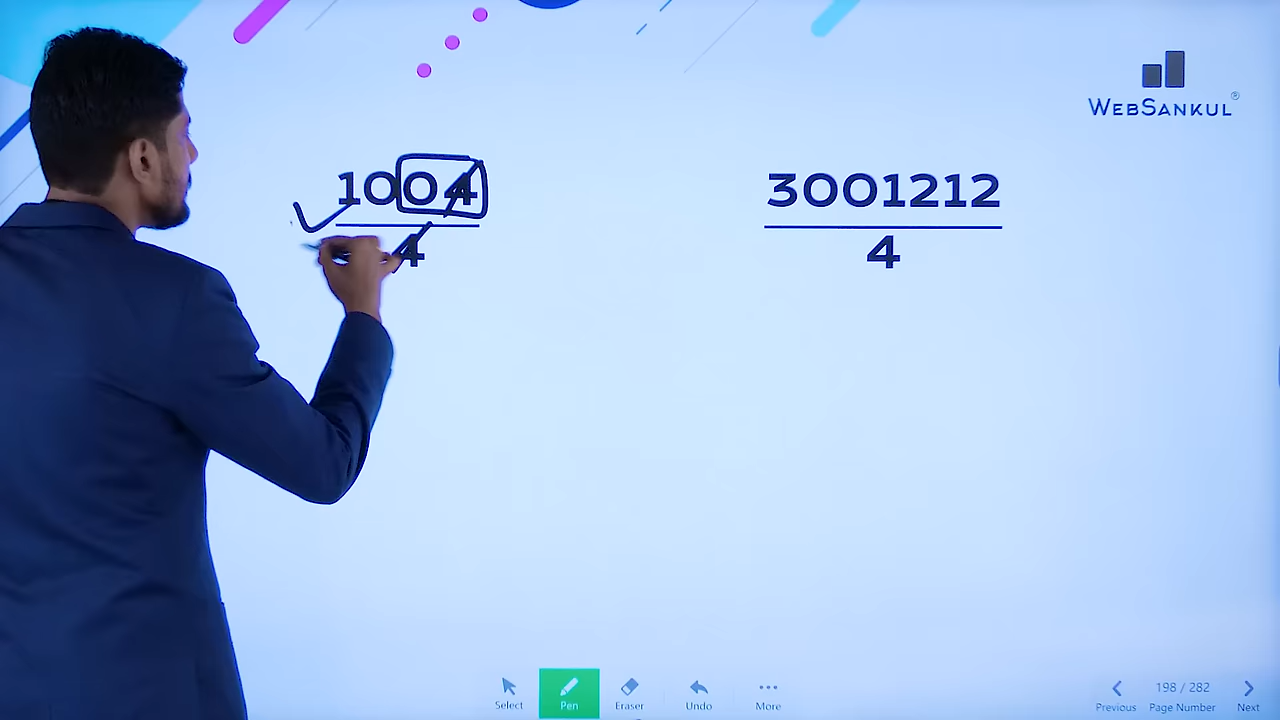 WEBSANKUL®
1004
4
3001212
4
Select Pen Eraser Undo More
198 / 282
Previous Page Number Next